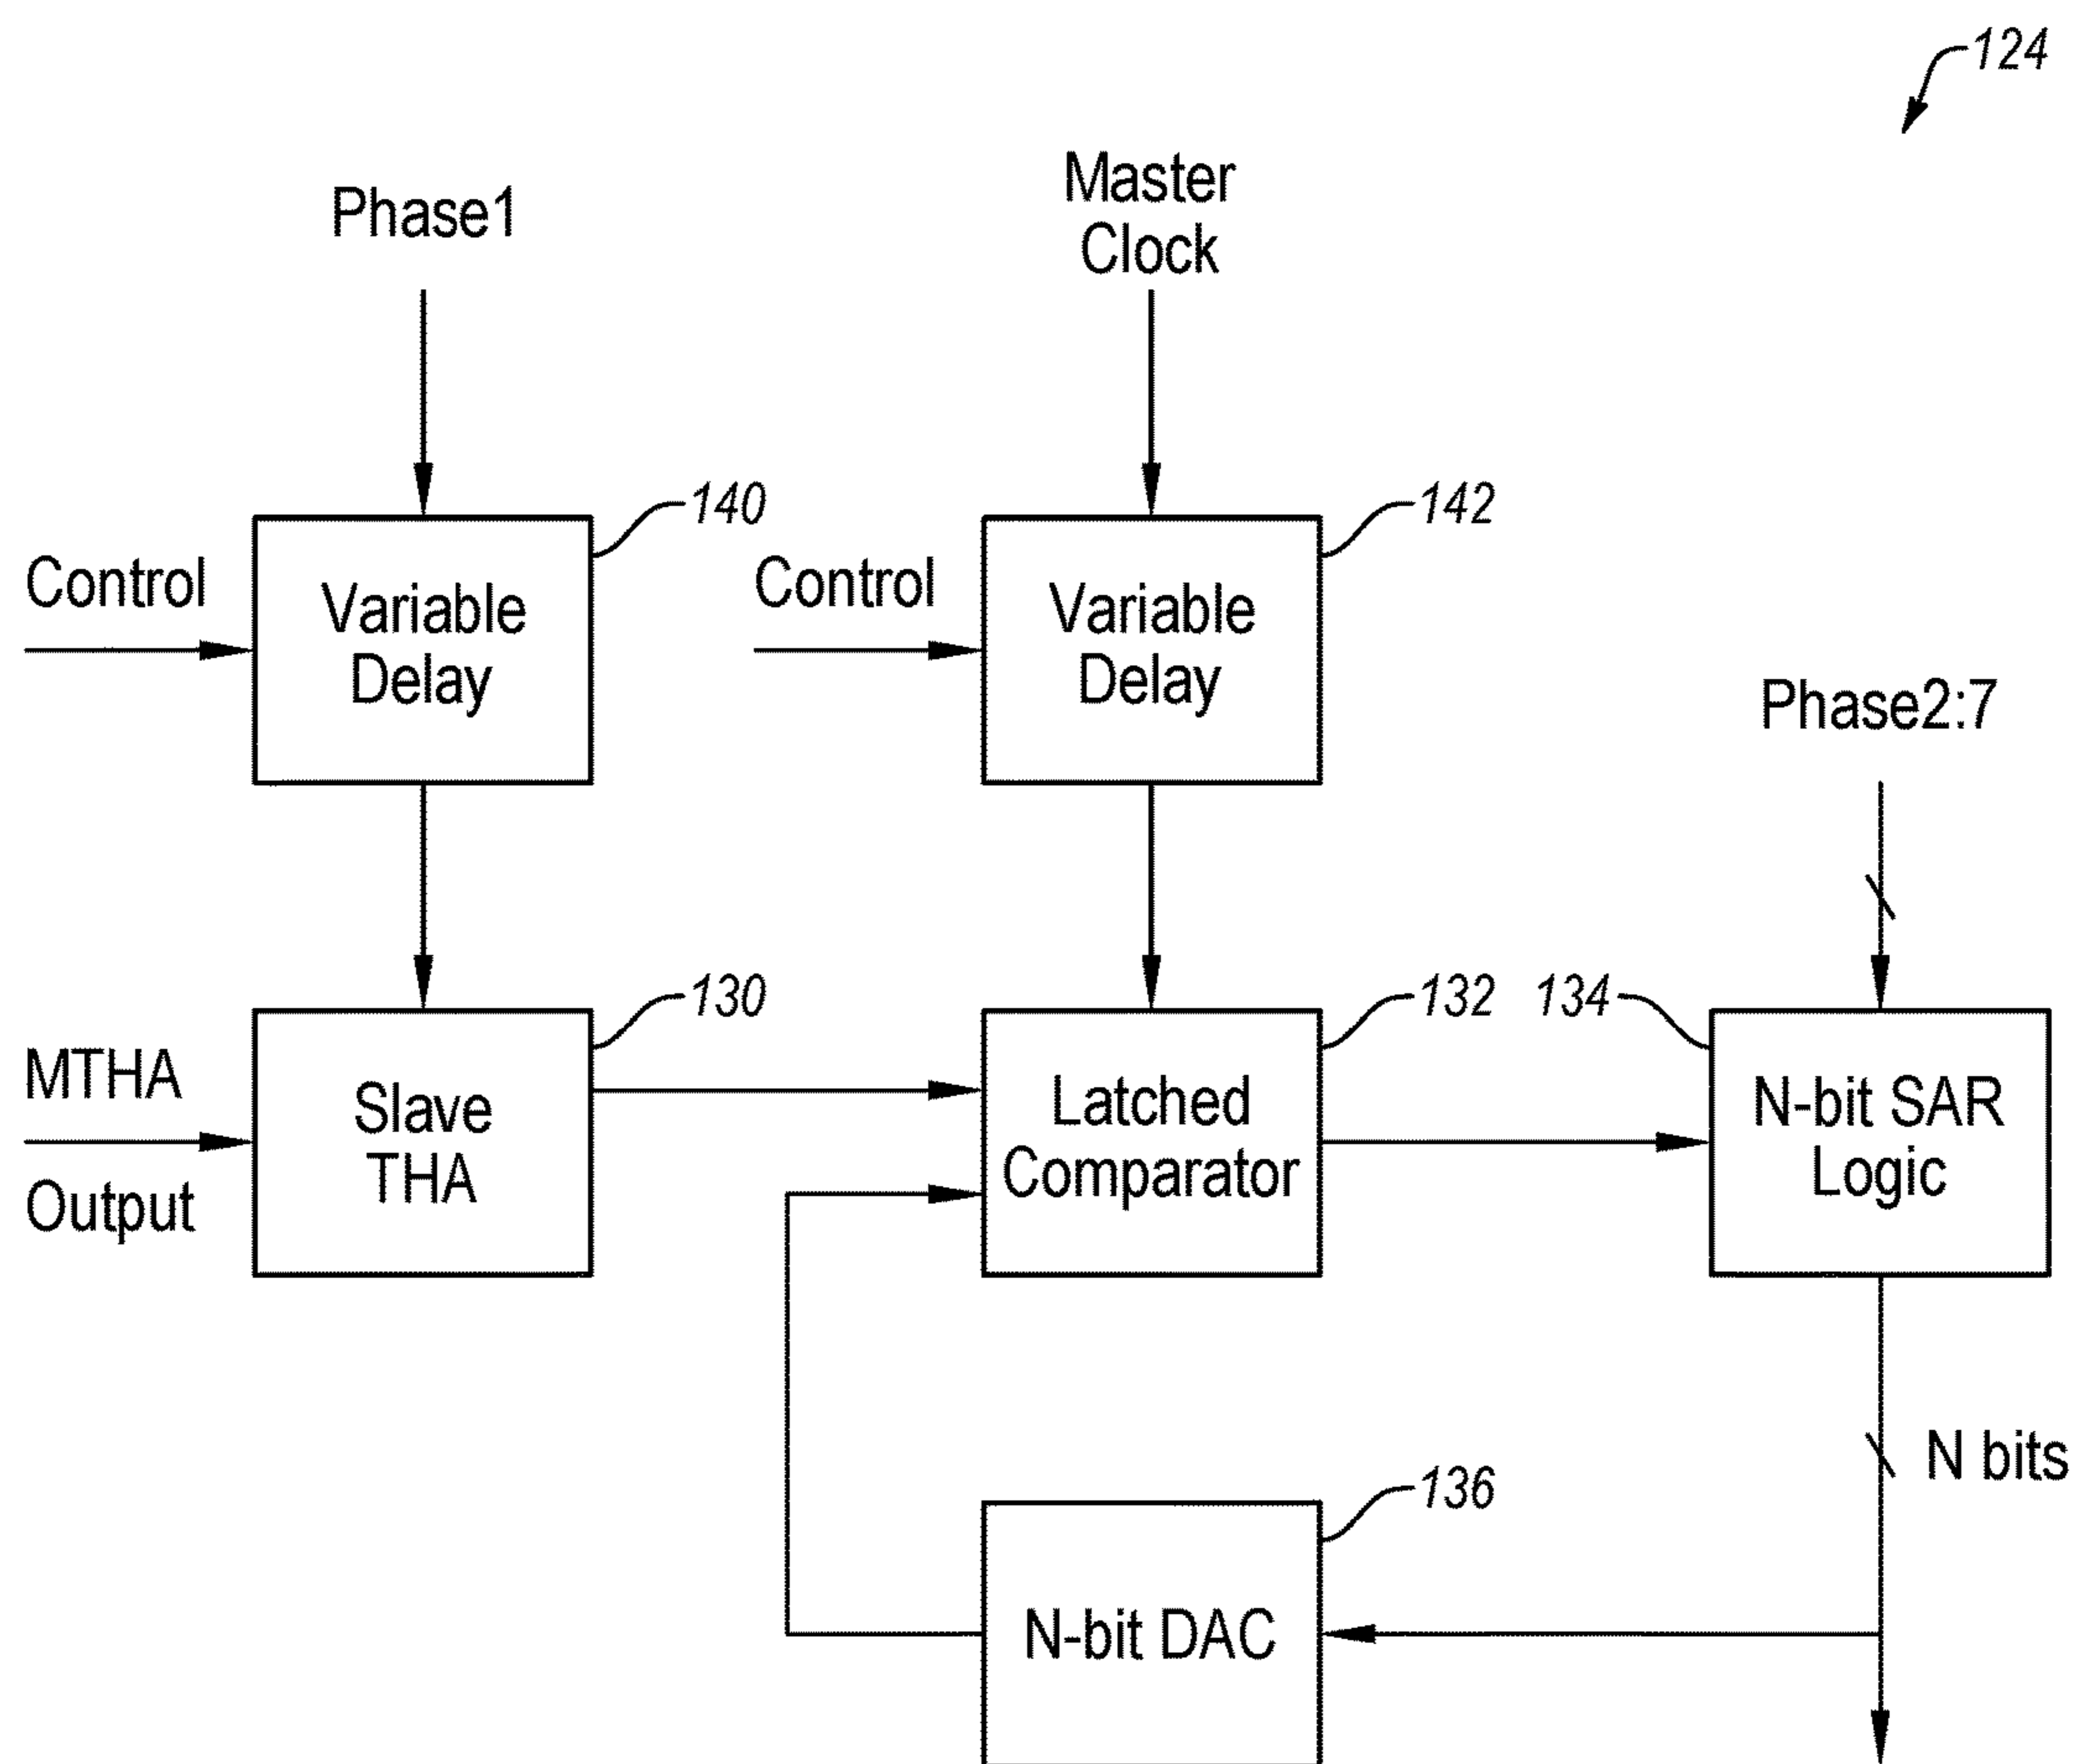 124
Phase1
Master
Clock
140
142
Control
Variable
Delay
Control
Variable
Delay
Phase2:7
130
132
134
MTHA
Output
Slave
THA
Latched
Comparator
N-bit SAR
Logic
N bits
136
N-bit DAC